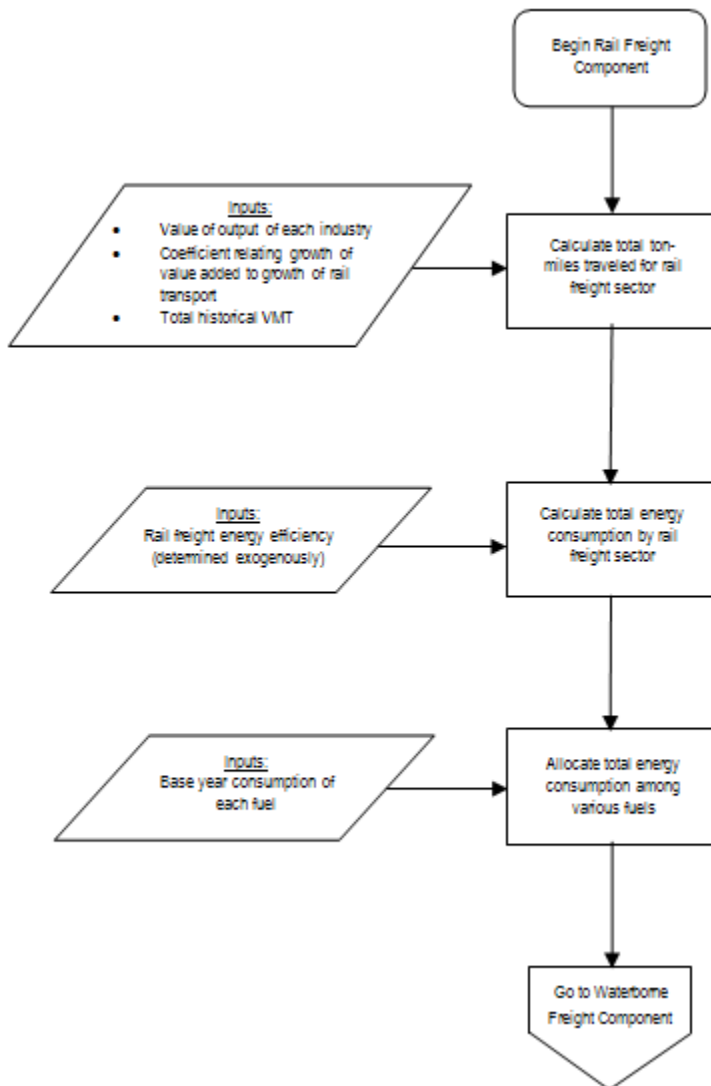 Begin Rail Freight
Component
Inputs:
• Value of output of each industry
• Coefficient relating growth of
value added to growth of rail
transport
• Total historical VMT
Calculate total ton-
miles traveled for rail
freight sector
Inputs:
Rail freight energy efficiency
(determined exogenously)
Calculate total energy
consumption by rail
freight sector
Inputs:
Base year consumption of
each fuel
Allocate total energy
consumption among
various fuels
Go to Waterborne
Freight Component